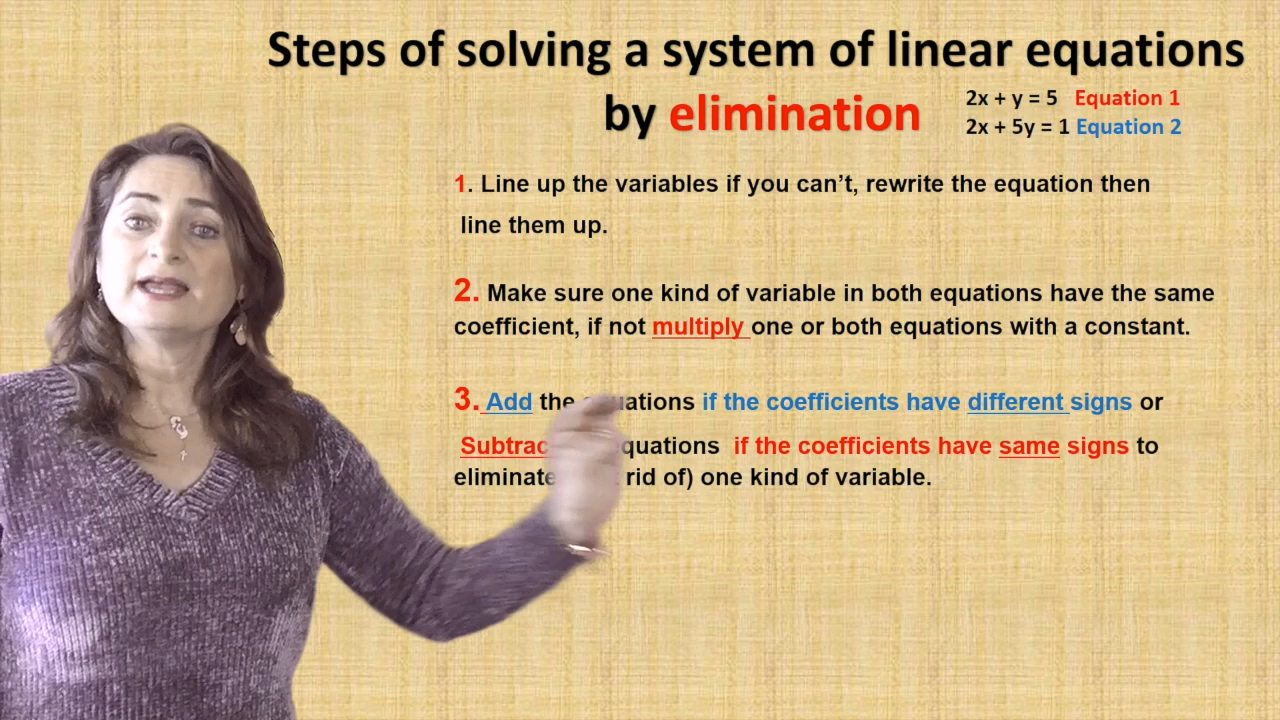 Steps of solving a system of linear equations
by elimination
2x + y = 5 Equation 1
2x + 5y = 1 Equation 2
1. Line up the variables if you can't, rewrite the equation then
line them up.
2. Make sure one kind of variable in both equations have the same
coefficient, if not multiply one or both equations with a constant.
3. Add the equations if the coefficients have different signs or
if the coefficients have same signs to
eliminate rid of) one kind of variable.